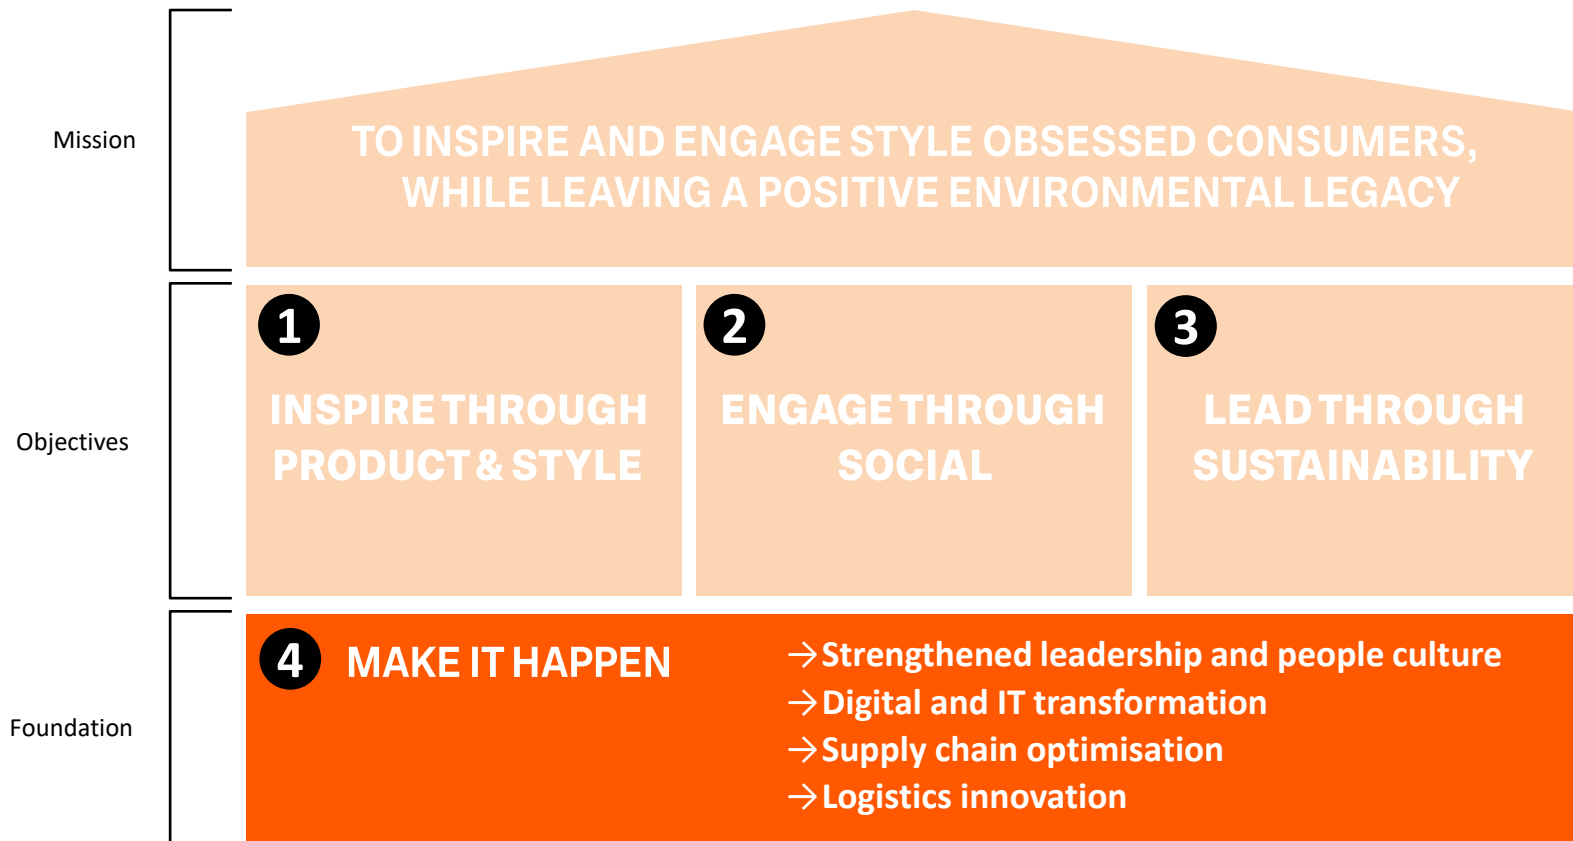 Mission
TO INSPIRE AND ENGAGE STYLE OBSESSED CONSUMERS,
WHILE LEAVING A POSITIVE ENVIRONMENTAL LEGACY
Objectives
1
INSPIRE THROUGH
PRODUCT & STYLE
2
ENGAGE THROUGH
SOCIAL
3
LEAD THROUGH
SUSTAINABILITY
Foundation
4 MAKE IT HAPPEN
→Strengthened leadership and people culture
→Digital and IT transformation
→Supply chain optimisation
→Logistics innovation